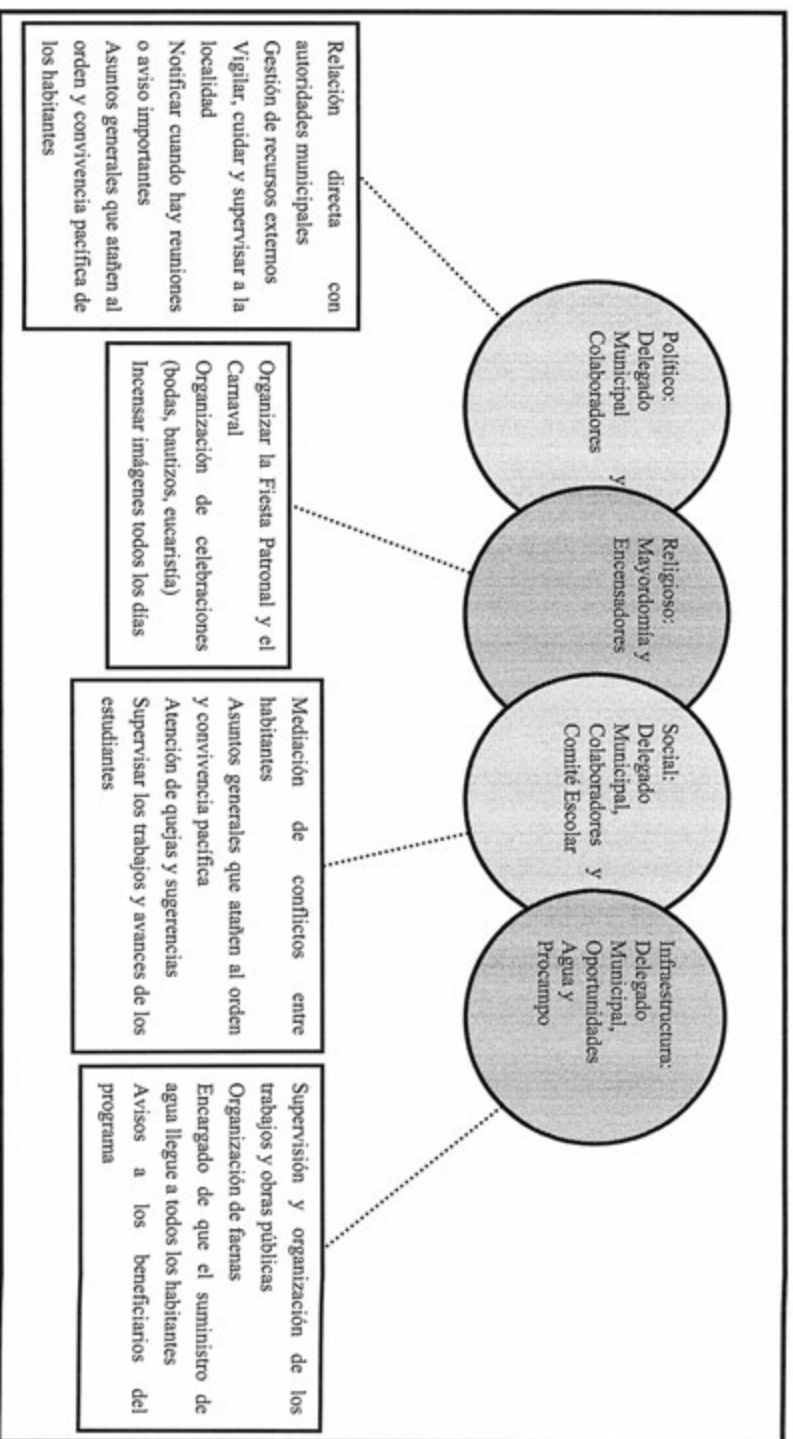 Político:
Delegado
Municipal y
Colaboradores
Religioso:
Mayordomía y
Encensadores
Social:
Delegado
Municipal,
Colaboradores y
Comité Escolar
Infraestructura:
Delegado
Municipal,
Oportunidades
Agua y
Procampo
Relación directa con
autoridades municipales
Gestión de recursos externos
Vigilar, cuidar y supervisar a la
localidad
Notificar cuando hay reuniones
o aviso importantes
Asuntos generales que atañen al
orden y convivencia pacífica de
los habitantes
Organizar la Fiesta Patronal y el
Carnaval
Organización de celebraciones
(bodas, bautizos, eucaristía)
Incensar imágenes todos los días
Mediación de conflictos entre
habitantes
Asuntos generales que atañen al orden
y convivencia pacífica
Atención de quejas y sugerencias
Supervisar los trabajos y avances de los
estudiantes
Supervisión y organización de los
trabajos y obras públicas
Organización de faenas
Encargado de que el suministro de
agua llegue a todos los habitantes
Avisos a los beneficiarios del
programa